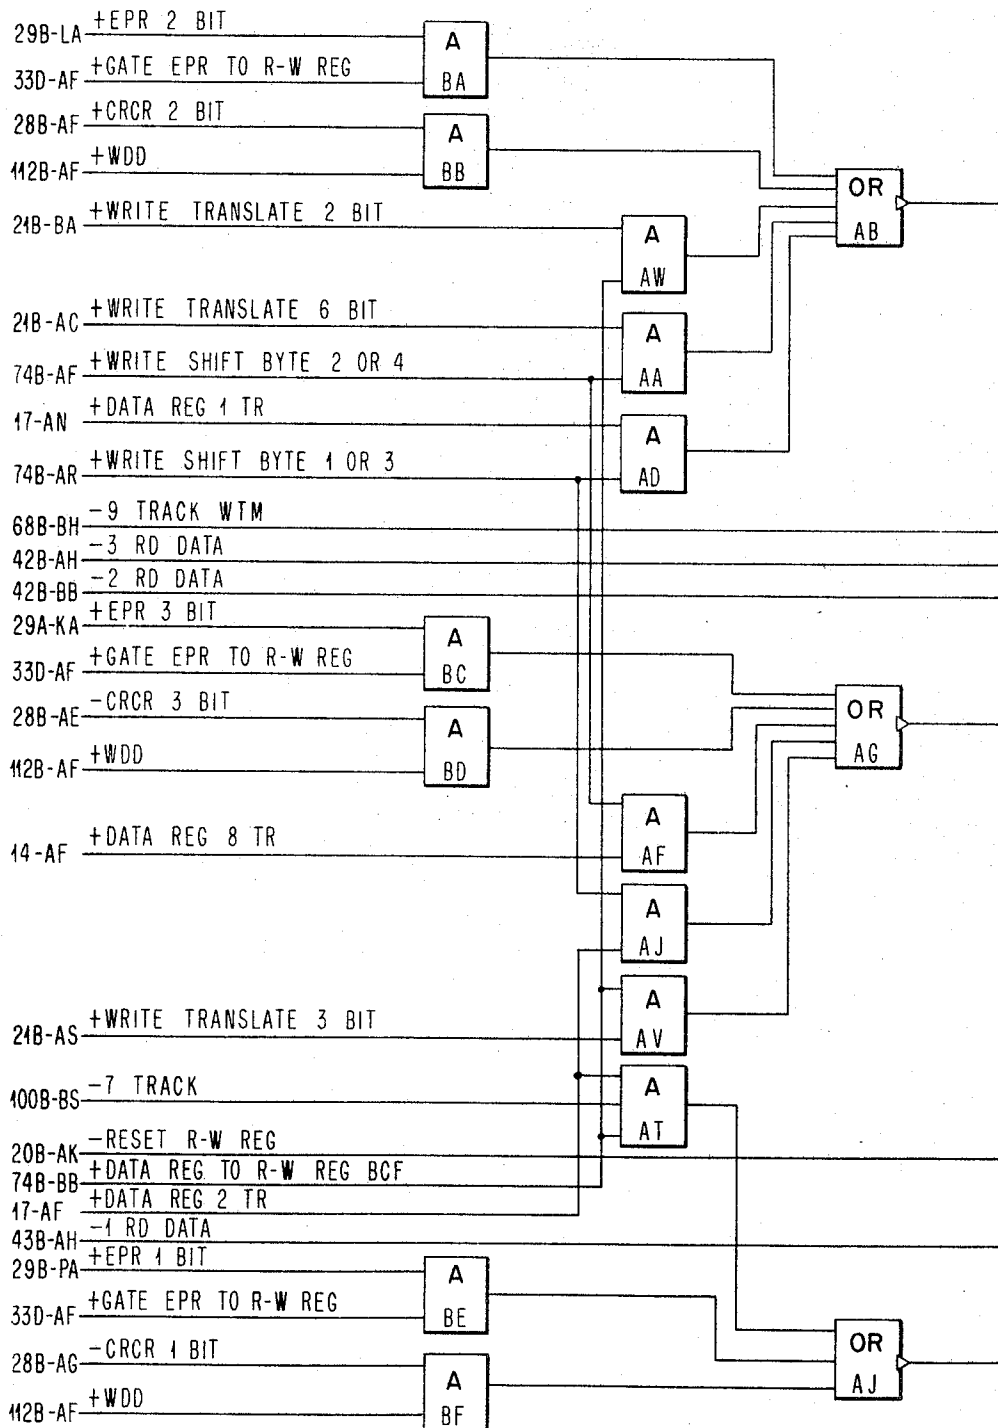 29B-LA +EPR 2 BIT
A
33D-AF +GATE EPR TO R-W REG
BA
28B-AF +CRCR 2 BIT
A
112B-AF +WDD
BB
OR
AB
21B-BA +WRITE TRANSLATE 2 BIT
A
AW
21B-AC +WRITE TRANSLATE 6 BIT
A
74B-AF +WRITE SHIFT BYTE 2 OR 4
AA
17-AN +DATA REG 1 TR
A
74B-AR +WRITE SHIFT BYTE 1 OR 3
AD
68B-BH -9 TRACK WTM
42B-AH -3 RD DATA
42B-BB -2 RD DATA
29A-KA +EPR 3 BIT
A
33D-AF +GATE EPR TO R-W REG
BC
28B-AE -CRCR 3 BIT
A
112B-AF +WDD
BD
OR
AG
A
14-AF +DATA REG 8 TR
AF
A
AJ
A
21B-AS +WRITE TRANSLATE 3 BIT
AV
100B-BS -7 TRACK
A
AT
20B-AK -RESET R-W REG
74B-BB +DATA REG TO R-W REG BCF
17-AF +DATA REG 2 TR
43B-AH -1 RD DATA
29B-PA +EPR 1 BIT
A
33D-AF +GATE EPR TO R-W REG
BE
28B-AG -CRCR 1 BIT
A
112B-AF +WDD
BF
OR
AJ